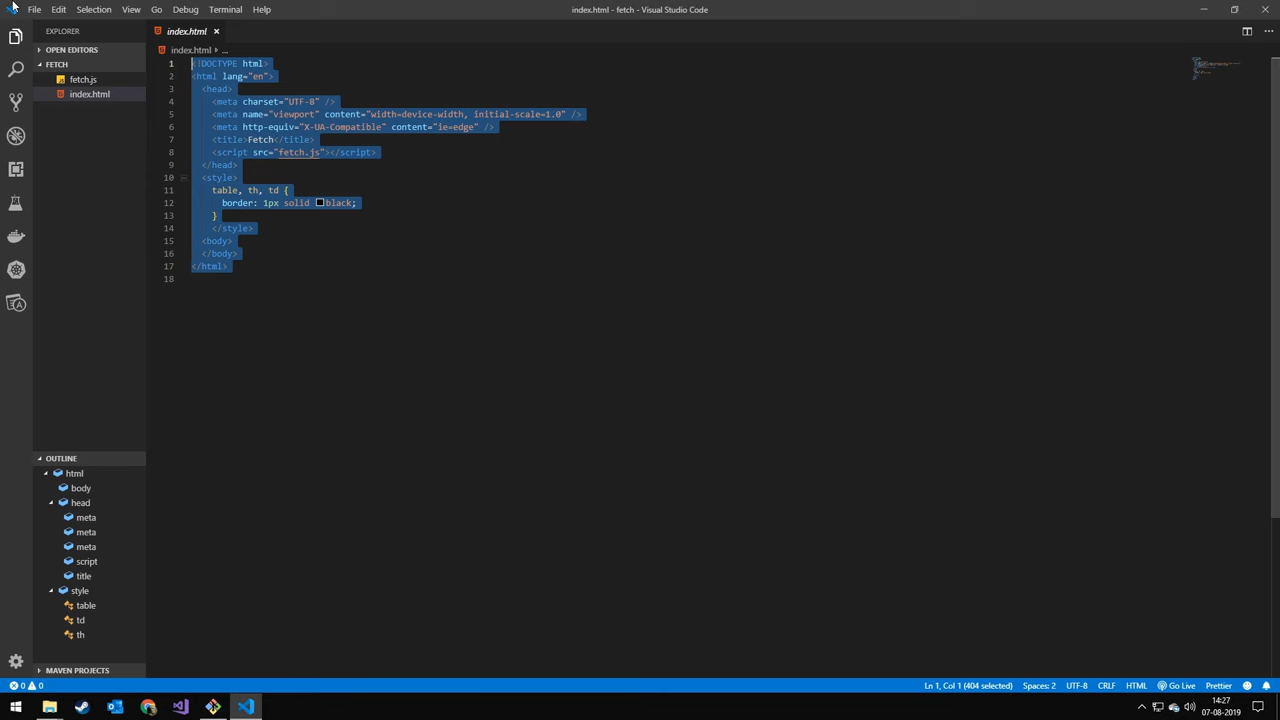 File Edit Selection View Go Debug Terminal Help
index.html - fetch - Visual Studio Code
EXPLORER
OPEN EDITORS
FETCH
fetch.js
index.html
OUTLINE
html
body
head
meta
meta
meta
script
title
style
table
td
th
MAVEN PROJECTS
index.html
index.html › ...
1 <!DOCTYPE html>
2 <html lang="en">
3 <head>
4 <meta charset="UTF-8" />
5 <meta name="viewport" content="width=device-width, initial-scale=1.0" />
6 <meta http-equiv="X-UA-Compatible" content="ie=edge" />
7 <title>Fetch</title>
8 <script src="fetch.js"></script>
9 </head>
10 <style>
11 table, th, td {
12 border: 1px solid black;
13 }
14 </style>
15 <body>
16 </body>
17 </html>
18
0 0
Ln 1, Col 1 (404 selected) Spaces: 2 UTF-8 CRLF HTML Go Live Prettier
14:27
07-08-2019